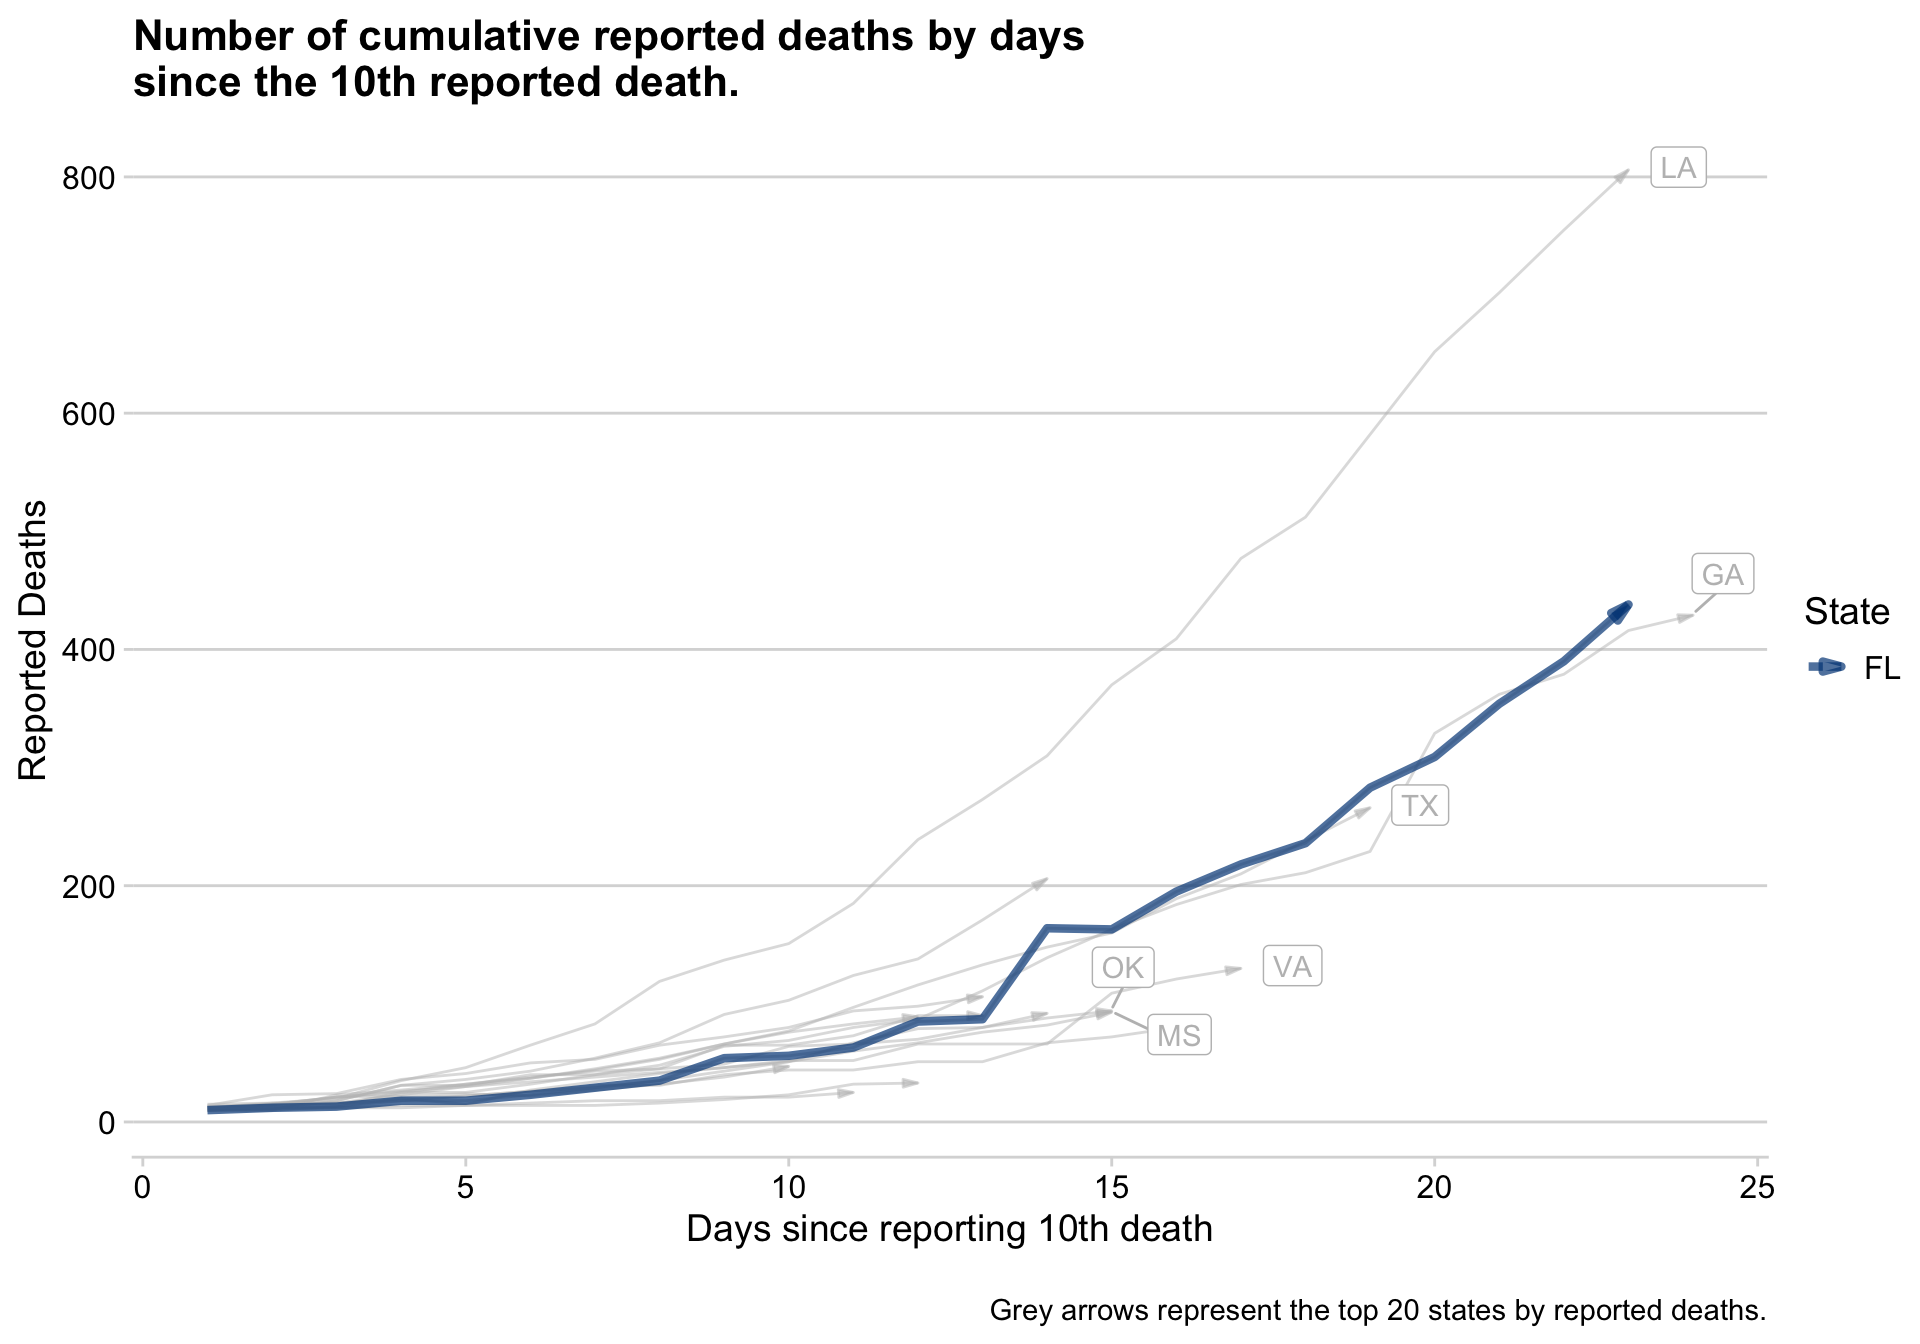 Number of cumulative reported deaths by days
since the 10th reported death.
800
600
400
200
0
Reported Deaths
LA
GA
TX
OK
VA
MS
State
FL
0 5 10 15 20 25
Days since reporting 10th death
Grey arrows represent the top 20 states by reported deaths.